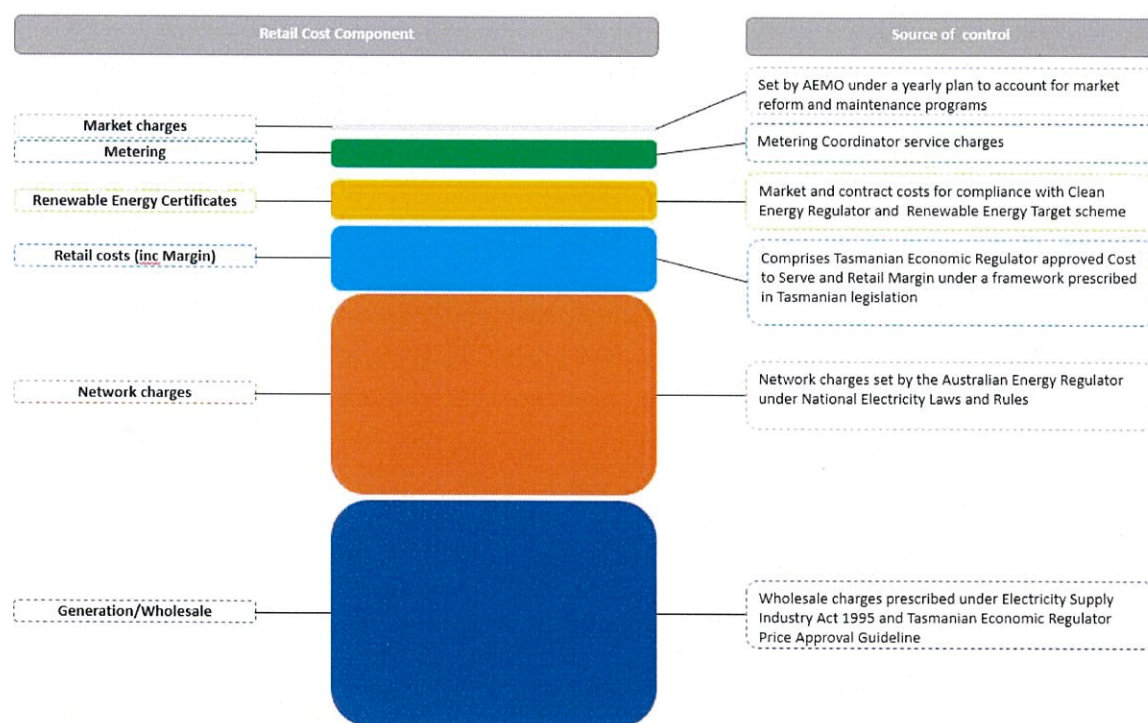 Retail Cost Component
Source of control
Set by AEMO under a yearly plan to account for market
reform and maintenance programs
Market charges
Metering
Metering Coordinator service charges
Renewable Energy Certificates
Market and contract costs for compliance with Clean
Energy Regulator and Renewable Energy Target scheme
Retail costs (inc Margin)
Comprises Tasmanian Economic Regulator approved Cost
to Serve and Retail Margin under a framework prescribed
in Tasmanian legislation
Network charges
Network charges set by the Australian Energy Regulator
under National Electricity Laws and Rules
Generation/Wholesale
Wholesale charges prescribed under Electricity Supply
Industry Act 1995 and Tasmanian Economic Regulator
Price Approval Guideline